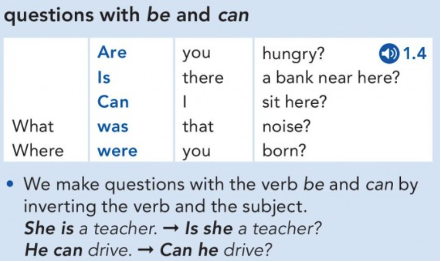 questions with be and can
Are you hungry? 1.4
Is there a bank near here?
Can I sit here?
What was that noise?
Where were you born?
• We make questions with the verb be and can by
inverting the verb and the subject.
She is a teacher. → Is she a teacher?
He can drive. → Can he drive?